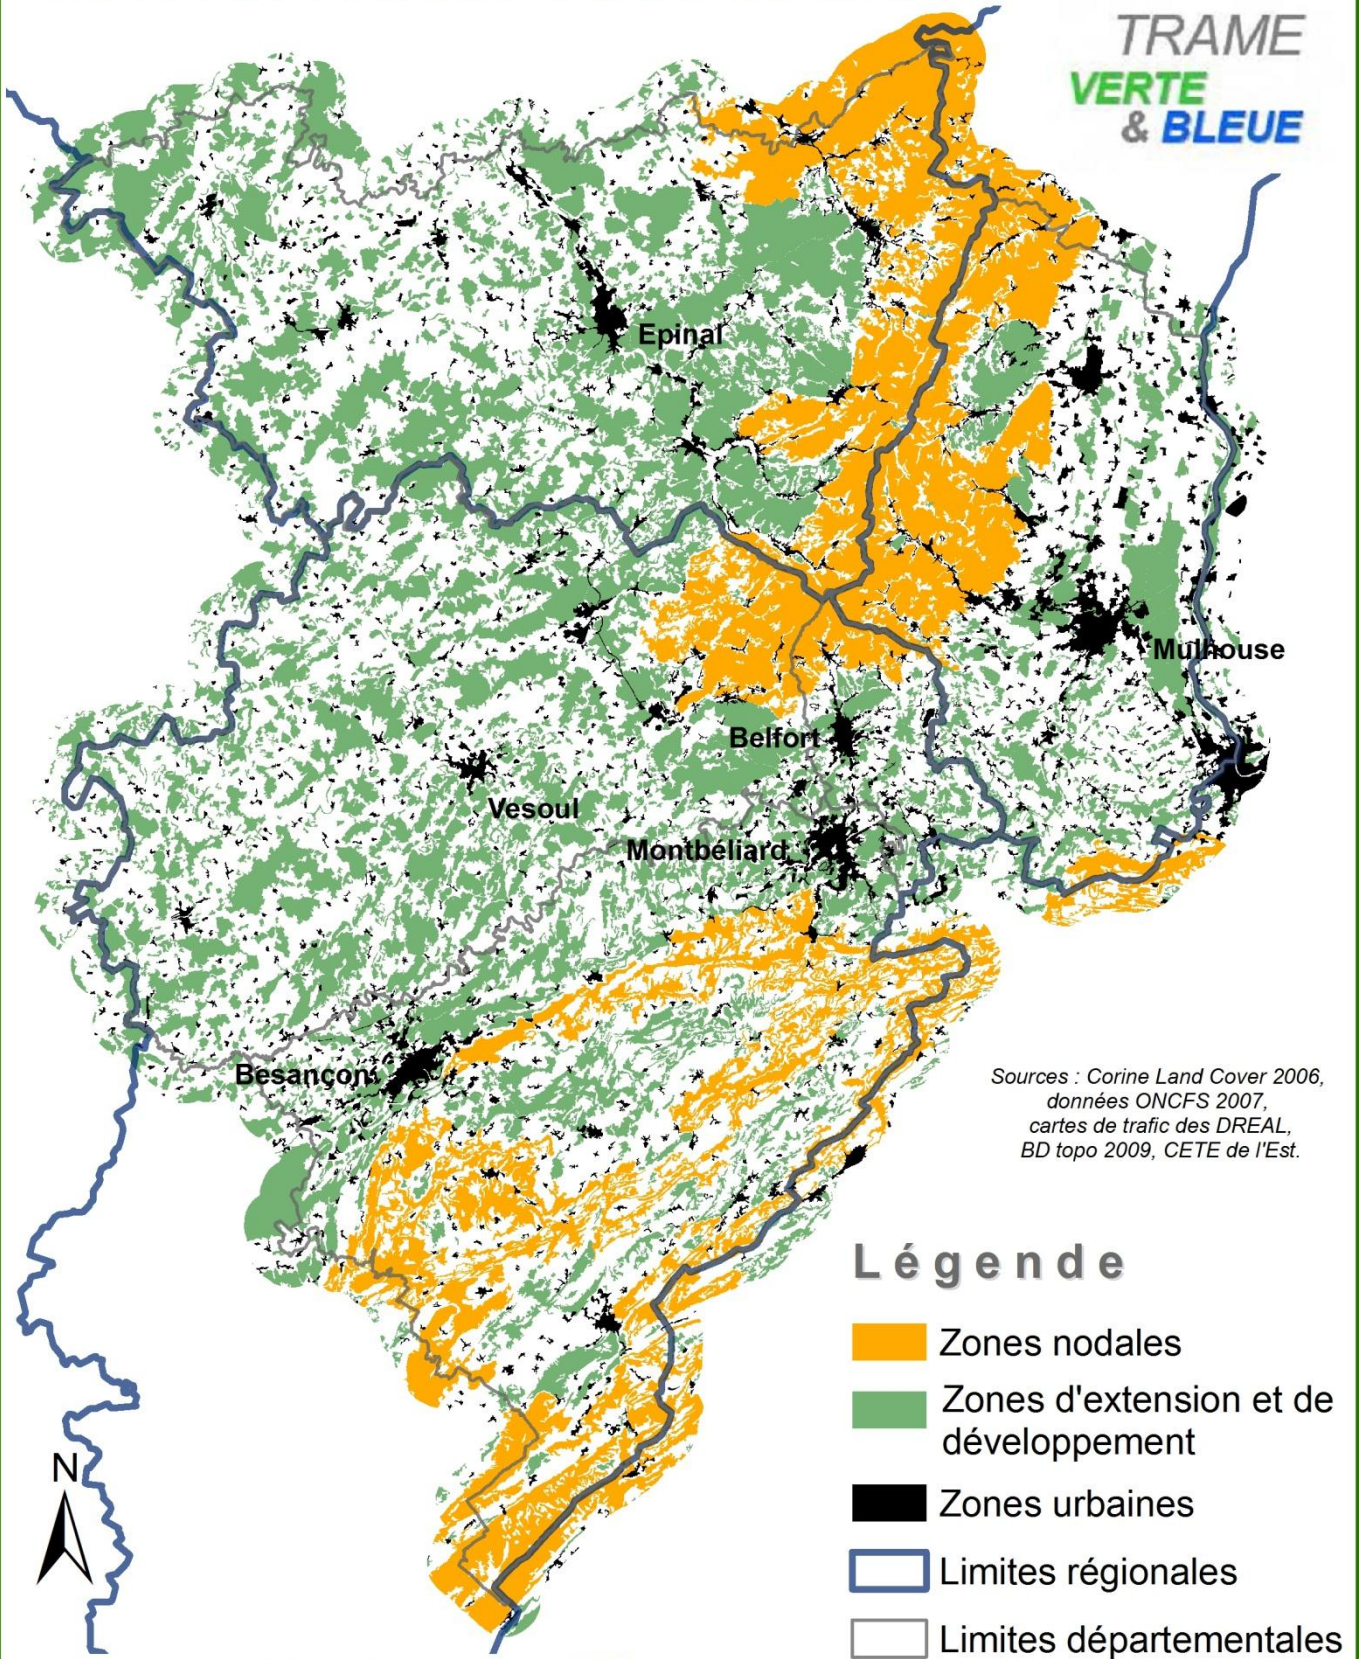 TRAME
VERTE
& BLEUE
Epinal
Mulhouse
Belfort
Vesoul
Montbéliard
Besançon
Sources : Corine Land Cover 2006,
données ONCFS 2007,
cartes de trafic des DREAL,
BD topo 2009, CETE de l'Est.
Légende
Zones nodales
Zones d'extension et de
développement
Zones urbaines
Limites régionales
Limites départementales
N